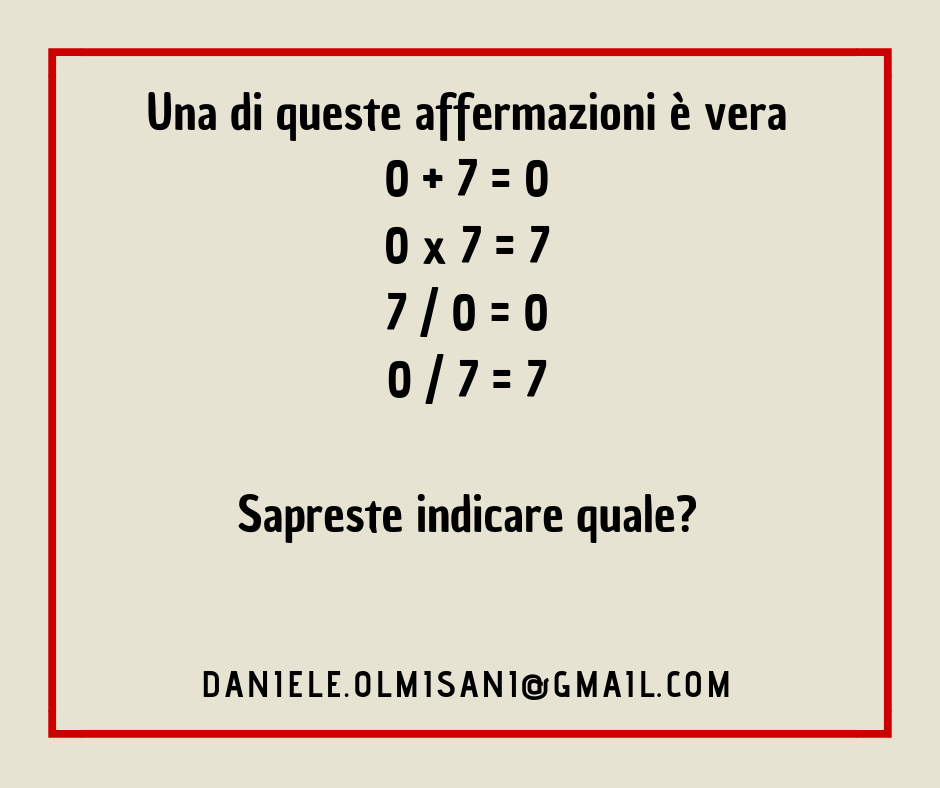 Una di queste affermazioni è vera
0 + 7 = 0
0 x 7 = 7
7 / 0 = 0
0 / 7 = 7
Sapreste indicare quale?
DANIELE.OLMISANI@GMAIL.COM